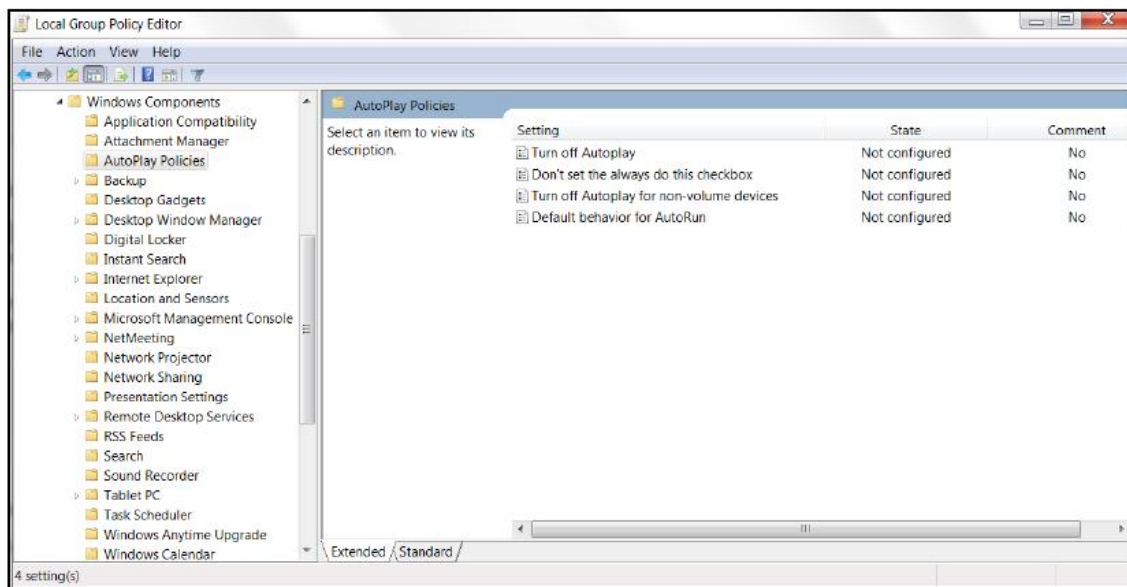 Local Group Policy Editor
File Action View Help
Windows Components
Application Compatibility
Attachment Manager
AutoPlay Policies
Backup
Desktop Gadgets
Desktop Window Manager
Digital Locker
Instant Search
Internet Explorer
Location and Sensors
Microsoft Management Console
NetMeeting
Network Projector
Network Sharing
Presentation Settings
Remote Desktop Services
RSS Feeds
Search
Sound Recorder
Tablet PC
Task Scheduler
Windows Anytime Upgrade
Windows Calendar
AutoPlay Policies
Select an item to view its
description.
Setting State Comment
Turn off Autoplay Not configured No
Don't set the always do this checkbox Not configured No
Turn off Autoplay for non-volume devices Not configured No
Default behavior for AutoRun Not configured No
Extended Standard
4 setting(s)